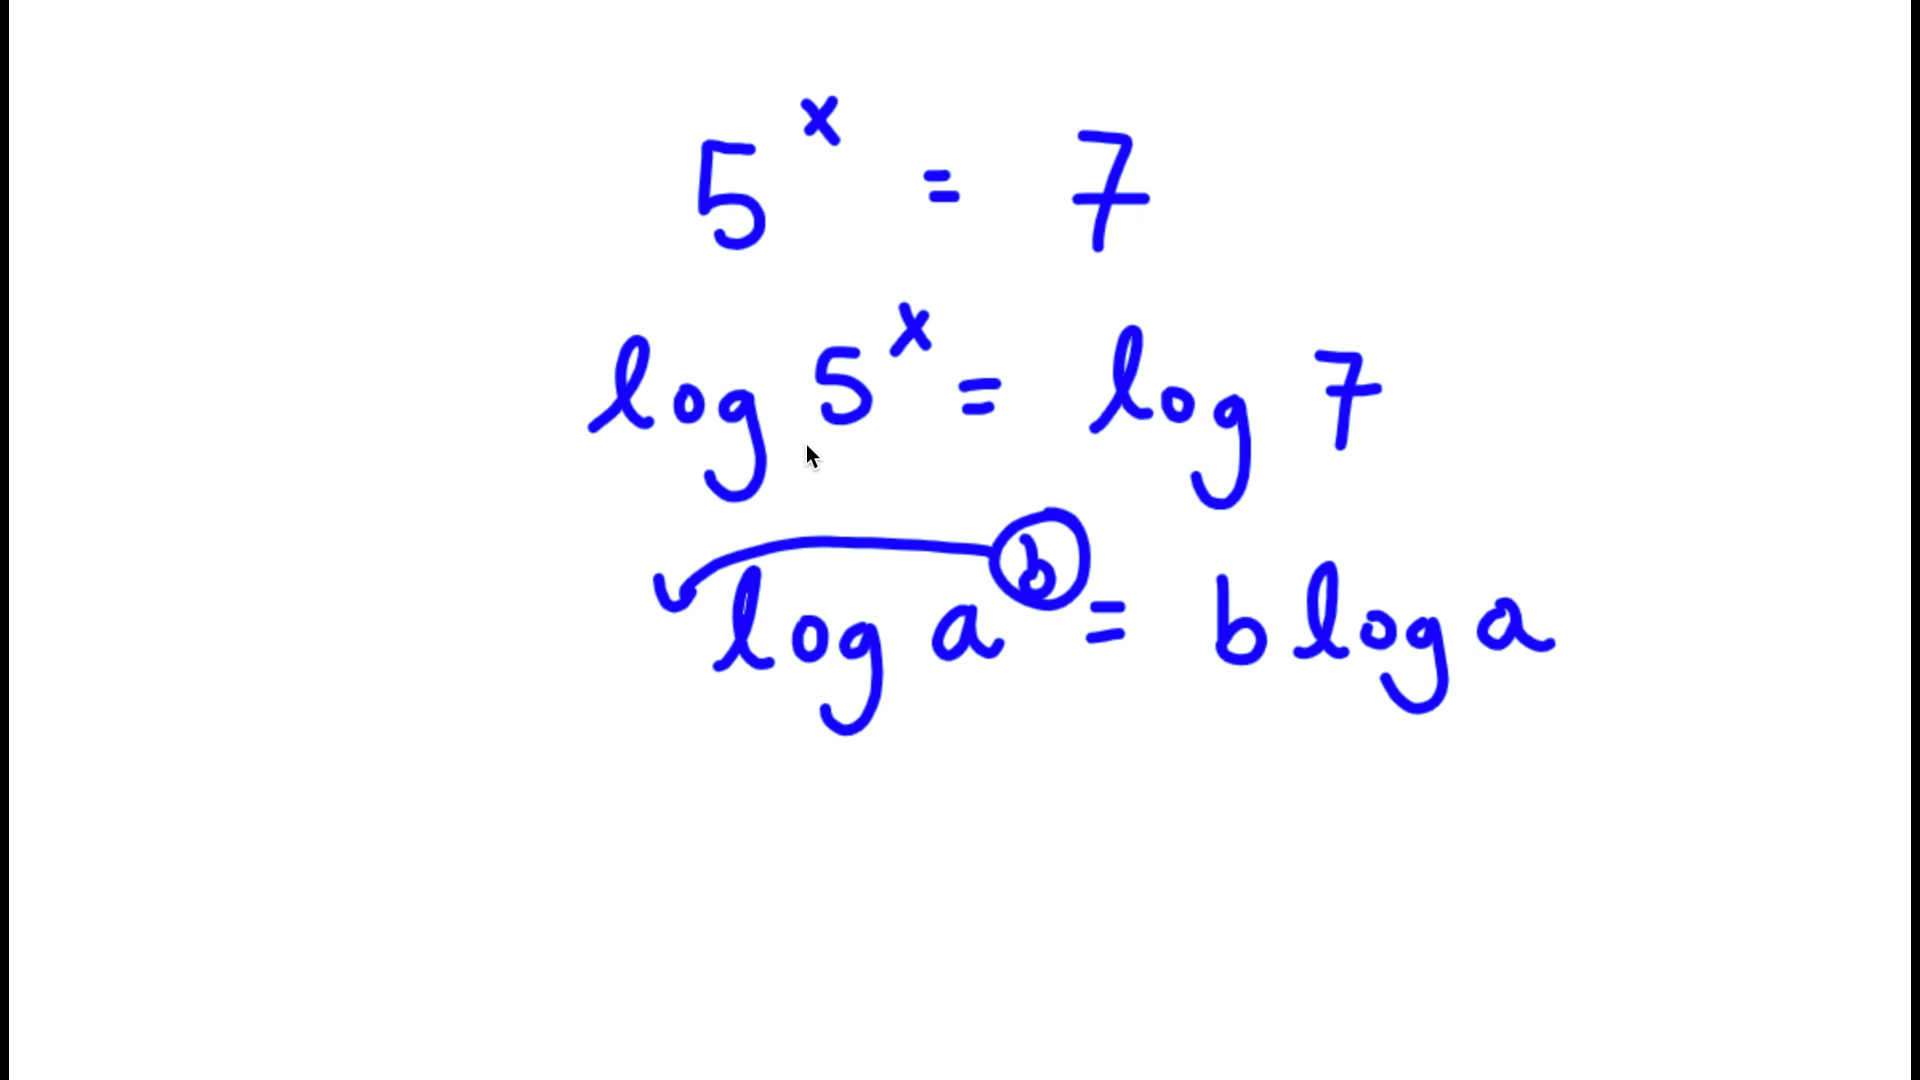 5^x = 7
log 5^x = log 7
log a^b = b log a